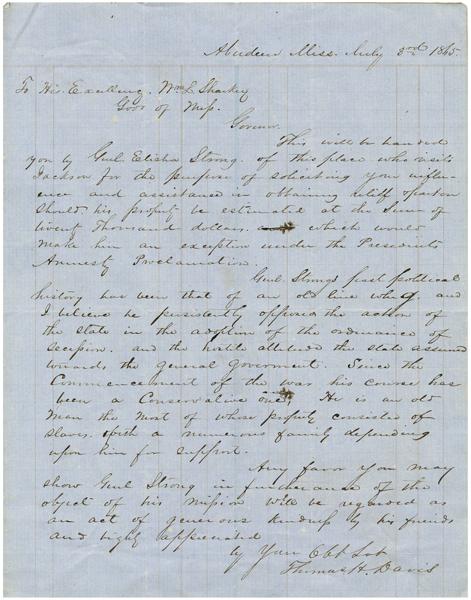 Aberdeen Miss. July 3rd 1865.
To His Excellency, Wm L Sharkey
Govr of Miss.
Governor.
This will be handed
you by Genl Elisha Strong. of this place who visits
Jackson for the purpose of soliciting your influ-
ence and assistance in obtaining a pardon
should his property be estimated at the Sum of
twenty Thousand dollars. which would
make him an exception under the Presidents
Amnesty Proclamation.
Genl Strongs past political
history has been that of an old line whig. and
I believe he persistently opposed the action of
the state in the adoption of the ordinance of
secession. and the hostile attitude the state assumed
towards the general government. Since the
Commencement of the war his course has
been a Conservative one. He is an old
man the most of whose property consisted of
slaves. with a numerous family depending
upon him for support.
Any favor you may
show Genl Strong in furtherance of the
object of his mission will be regarded as
an act of generous kindness by his friends
and highly appreciated
by Your Obt Svt
Thomas H. Davis